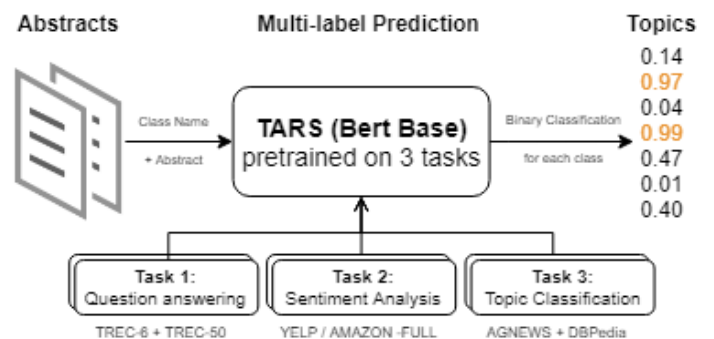 Abstracts
Multi-label Prediction
Topics
Class Name
+ Abstract
TARS (Bert Base)
pretrained on 3 tasks
Binary Classification
for each class
0.14
0.97
0.04
0.99
0.47
0.01
0.40
Task 1:
Question answering
Task 2:
Sentiment Analysis
Task 3:
Topic Classification
TREC-6 + TREC-50
YELP / AMAZON -FULL
AGNEWS + DBPedia